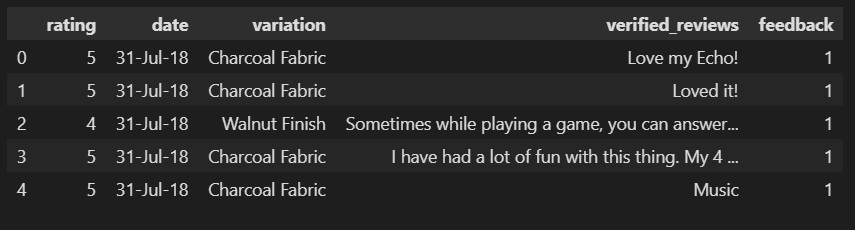 rating date variation verified_reviews feedback
0 5 31-Jul-18 Charcoal Fabric Love my Echo! 1
1 5 31-Jul-18 Charcoal Fabric Loved it! 1
2 4 31-Jul-18 Walnut Finish Sometimes while playing a game, you can answer... 1
3 5 31-Jul-18 Charcoal Fabric I have had a lot of fun with this thing. My 4 ... 1
4 5 31-Jul-18 Charcoal Fabric Music 1